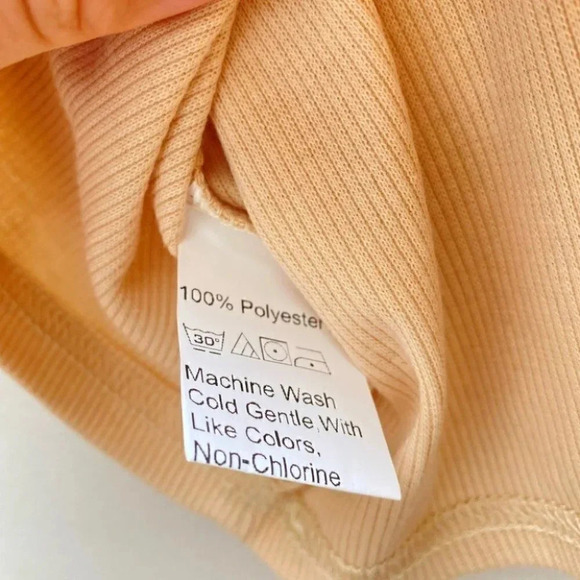 100% Polyester
30°
Machine Wash
Cold Gentle,With
Like Colors,
Non-Chlorine